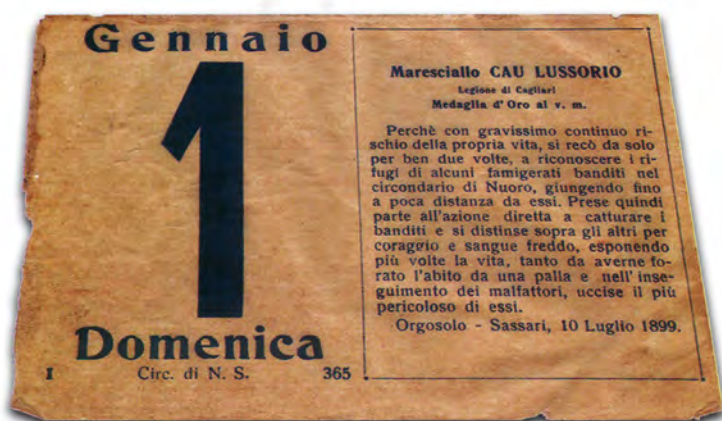 Gennaio
1
Domenica
I Circ. di N. S. 365
Maresciallo CAU LUSSORIO
Legione di Cagliari
Medaglia d'Oro al v. m.
Perchè con gravissimo continuo ri-
schio della propria vita, si recò da solo
per ben due volte, a riconoscere i ri-
fugi di alcuni famigerati banditi nel
circondario di Nuoro, giungendo fino
a poca distanza da essi. Prese quindi
parte all'azione diretta a catturare i
banditi e si distinse sopra gli altri per
coraggio e sangue freddo, esponendo
più volte la vita, tanto da averne fo-
rato l'abito da una palla e nell'inse-
guimento dei malfattori, uccise il più
pericoloso di essi.
Orgosolo - Sassari, 10 Luglio 1899.